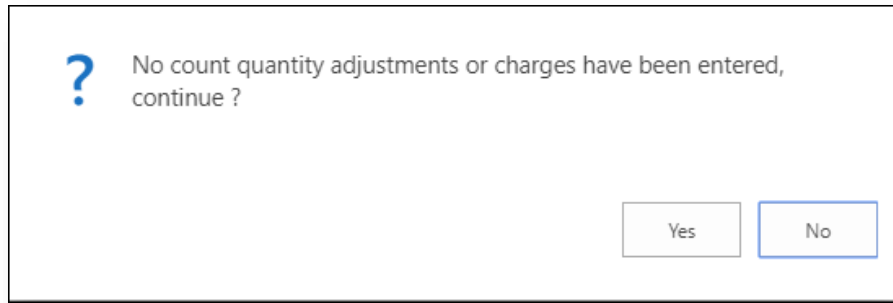 No count quantity adjustments or charges have been entered,
continue ?
Yes
No